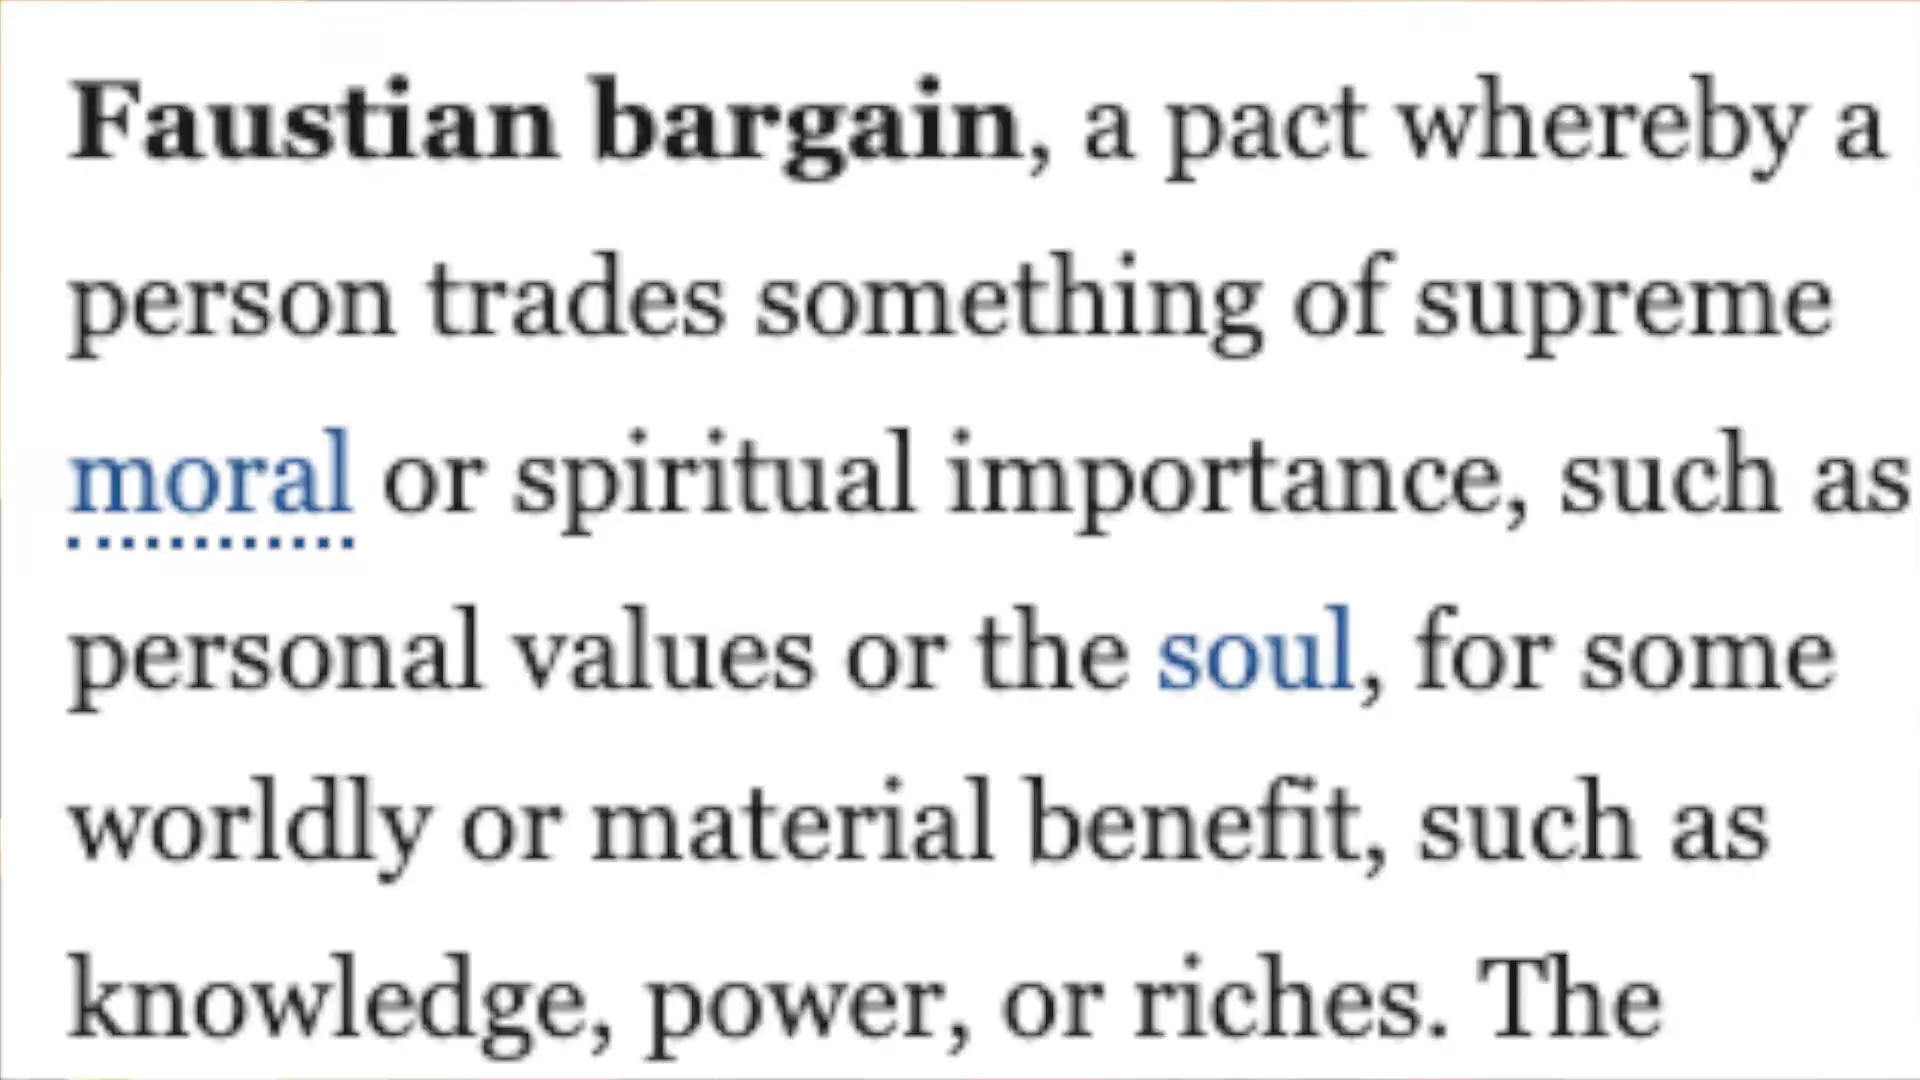 Faustian bargain, a pact whereby a
person trades something of supreme
moral or spiritual importance, such as
personal values or the soul, for some
worldly or material benefit, such as
knowledge, power, or riches. The